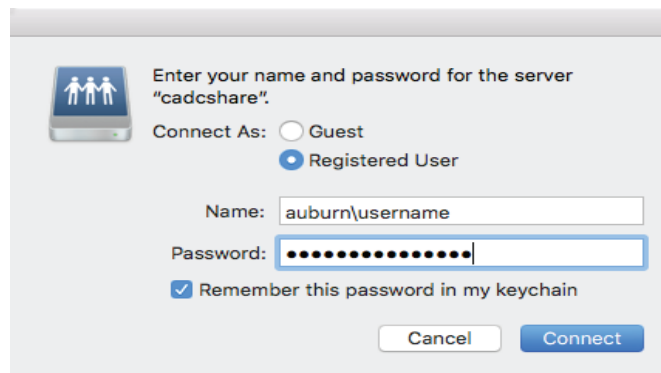 Enter your name and password for the server
"cadcshare".
Connect As: Guest
Registered User
Name: auburn\username
Password: •••••••••••••••
Remember this password in my keychain
Cancel Connect